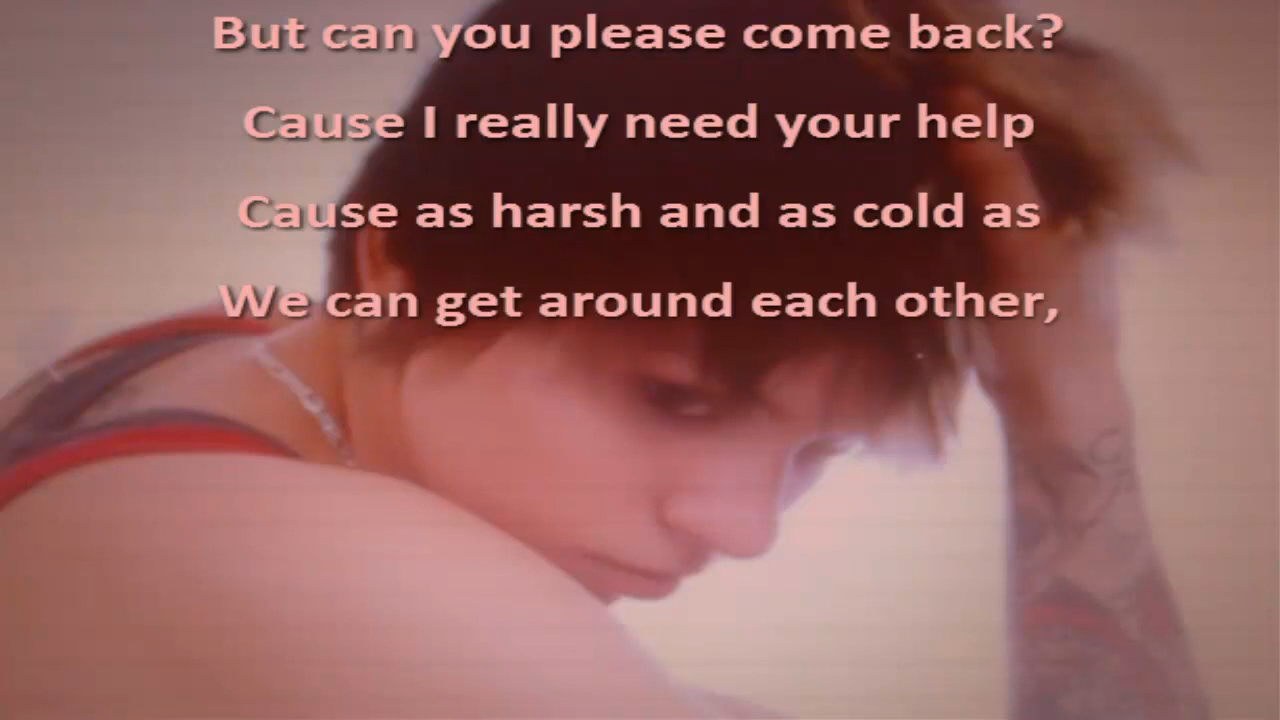 But can you please come back?
Cause I really need your help
Cause as harsh and as cold as
We can get around each other,